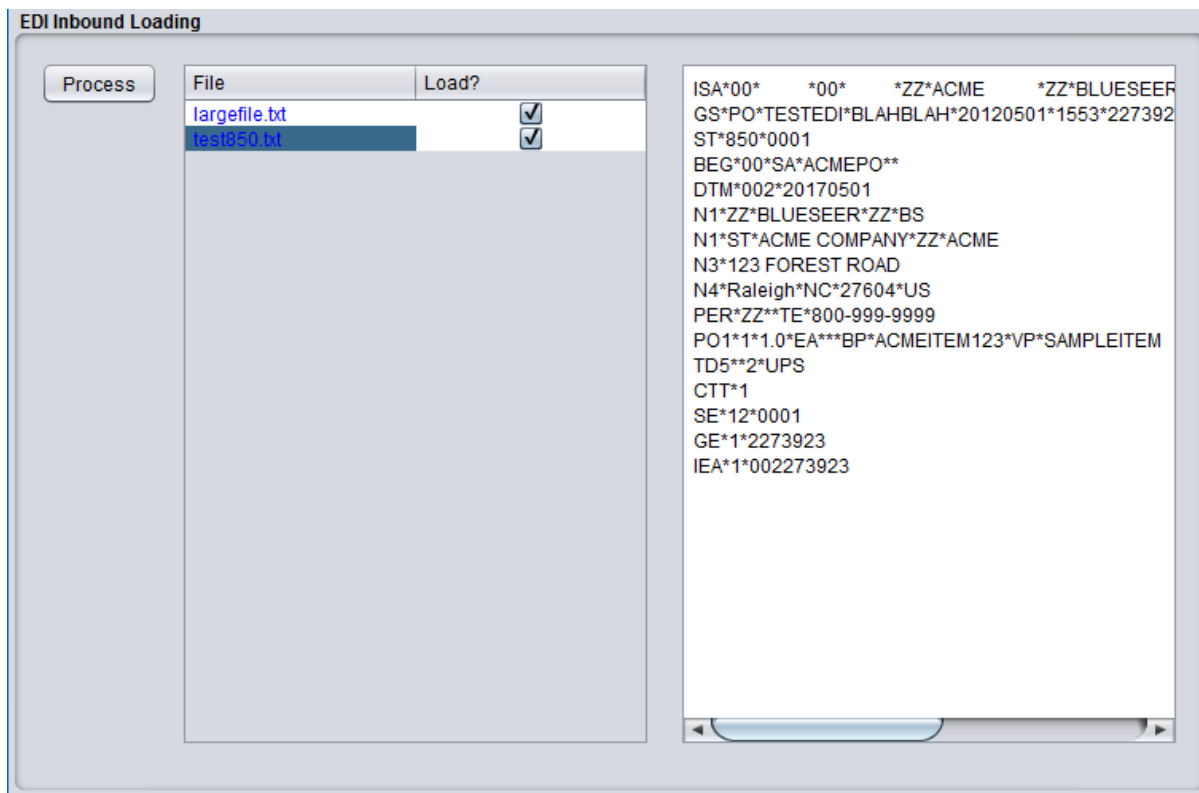 EDI Inbound Loading
Process
File Load?
largefile.txt
test850.txt
ISA*00* *00* *ZZ*ACME *ZZ*BLUESEER
GS*PO*TESTEDI*BLAHBLAH*20120501*1553*227392
ST*850*0001
BEG*00*SA*ACMEPO**
DTM*002*20170501
N1*ZZ*BLUESEER*ZZ*BS
N1*ST*ACME COMPANY*ZZ*ACME
N3*123 FOREST ROAD
N4*Raleigh*NC*27604*US
PER*ZZ**TE*800-999-9999
PO1*1*1.0*EA***BP*ACMEITEM123*VP*SAMPLEITEM
TD5**2*UPS
CTT*1
SE*12*0001
GE*1*2273923
IEA*1*002273923